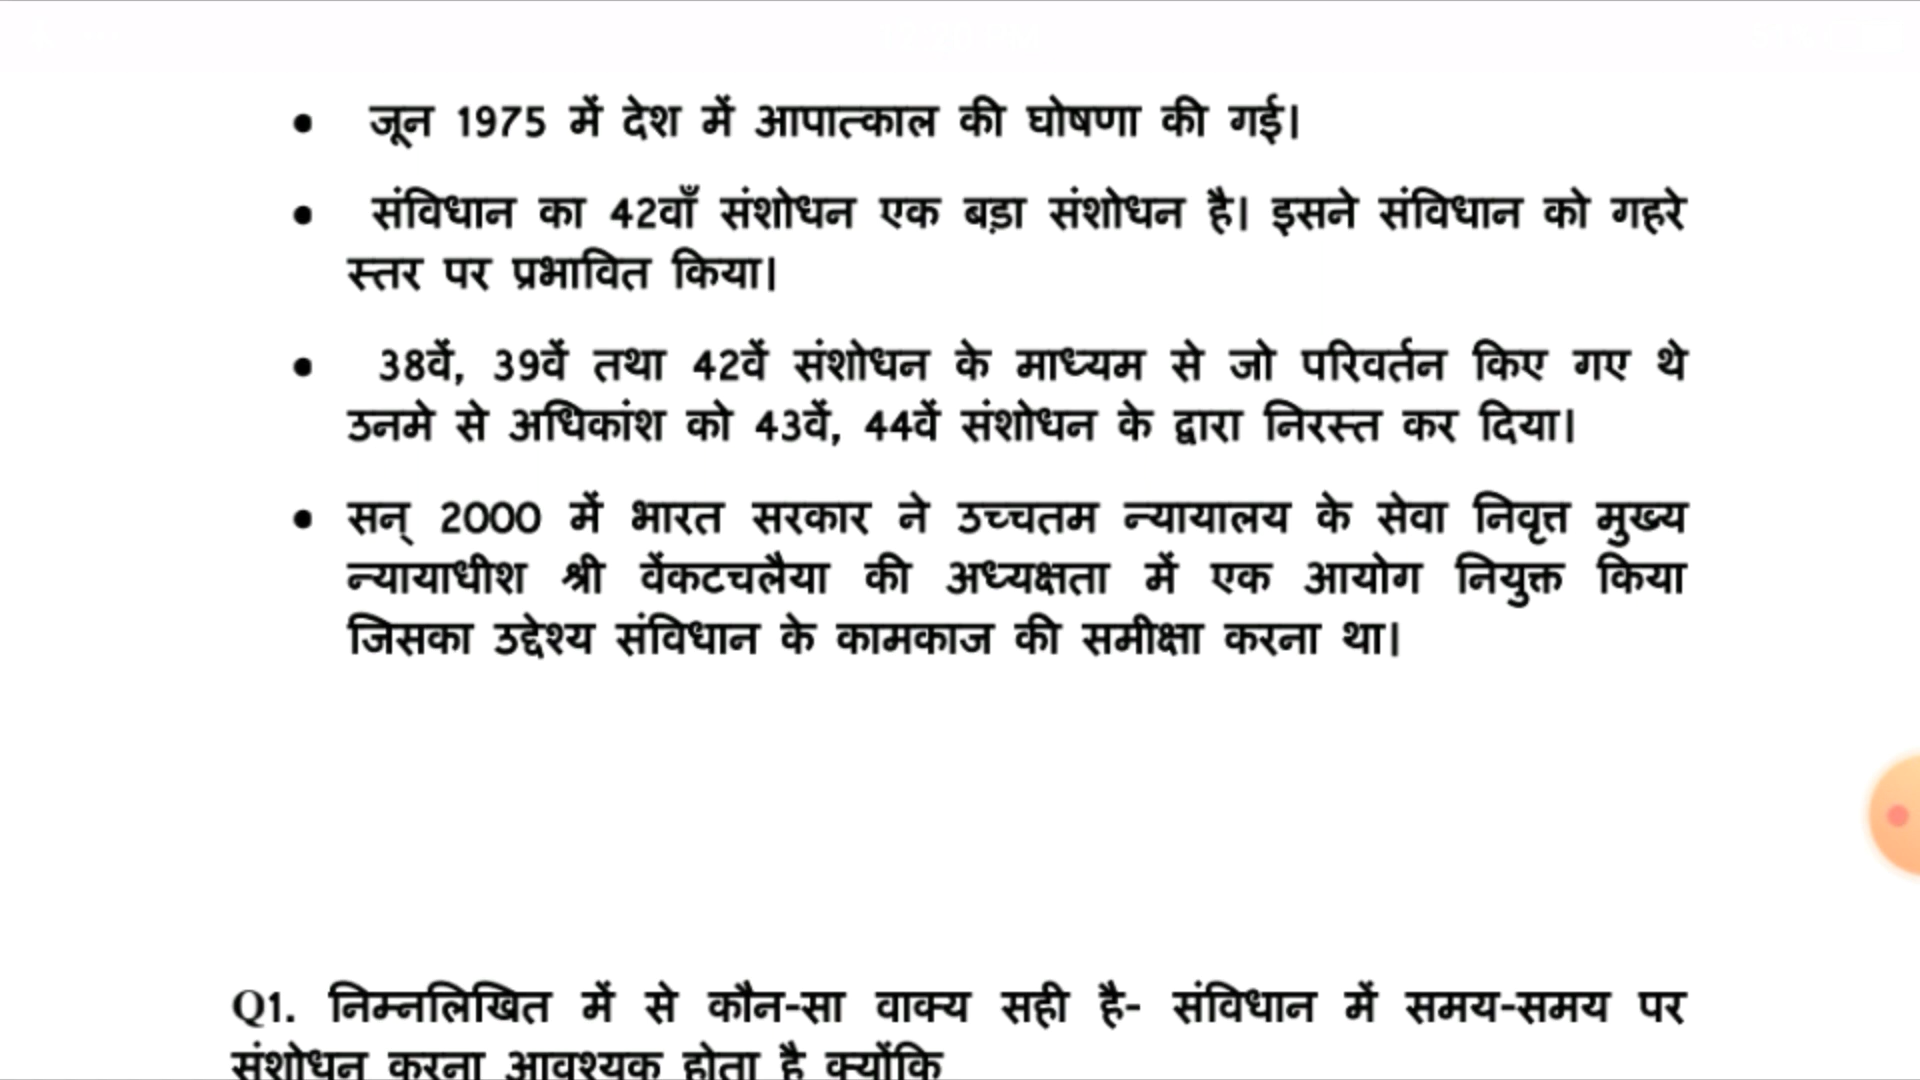 • जून 1975 में देश में आपात्काल की घोषणा की गई।
• संविधान का 42वाँ संशोधन एक बड़ा संशोधन है। इसने संविधान को गहरे
स्तर पर प्रभावित किया।
• 38वें, 39वें तथा 42वें संशोधन के माध्यम से जो परिवर्तन किए गए थे
उनमे से अधिकांश को 43वें, 44वें संशोधन के द्वारा निरस्त कर दिया।
• सन् 2000 में भारत सरकार ने उच्चतम न्यायालय के सेवा निवृत्त मुख्य
न्यायाधीश श्री वेंकटचलैया की अध्यक्षता में एक आयोग नियुक्त किया
जिसका उद्देश्य संविधान के कामकाज की समीक्षा करना था।
Q1. निम्नलिखित में से कौन-सा वाक्य सही है- संविधान में समय-समय पर
संशोधन करना आवश्यक होता है क्योंकि